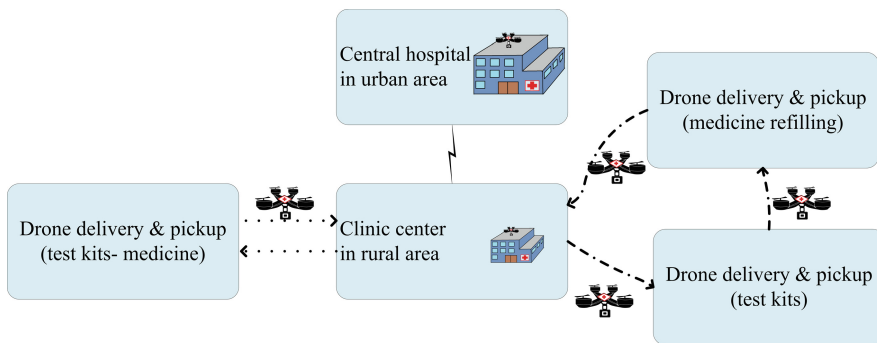 Central hospital
in urban area
Drone delivery & pickup
(medicine refilling)
Drone delivery & pickup
(test kits- medicine)
Clinic center
in rural area
Drone delivery & pickup
(test kits)